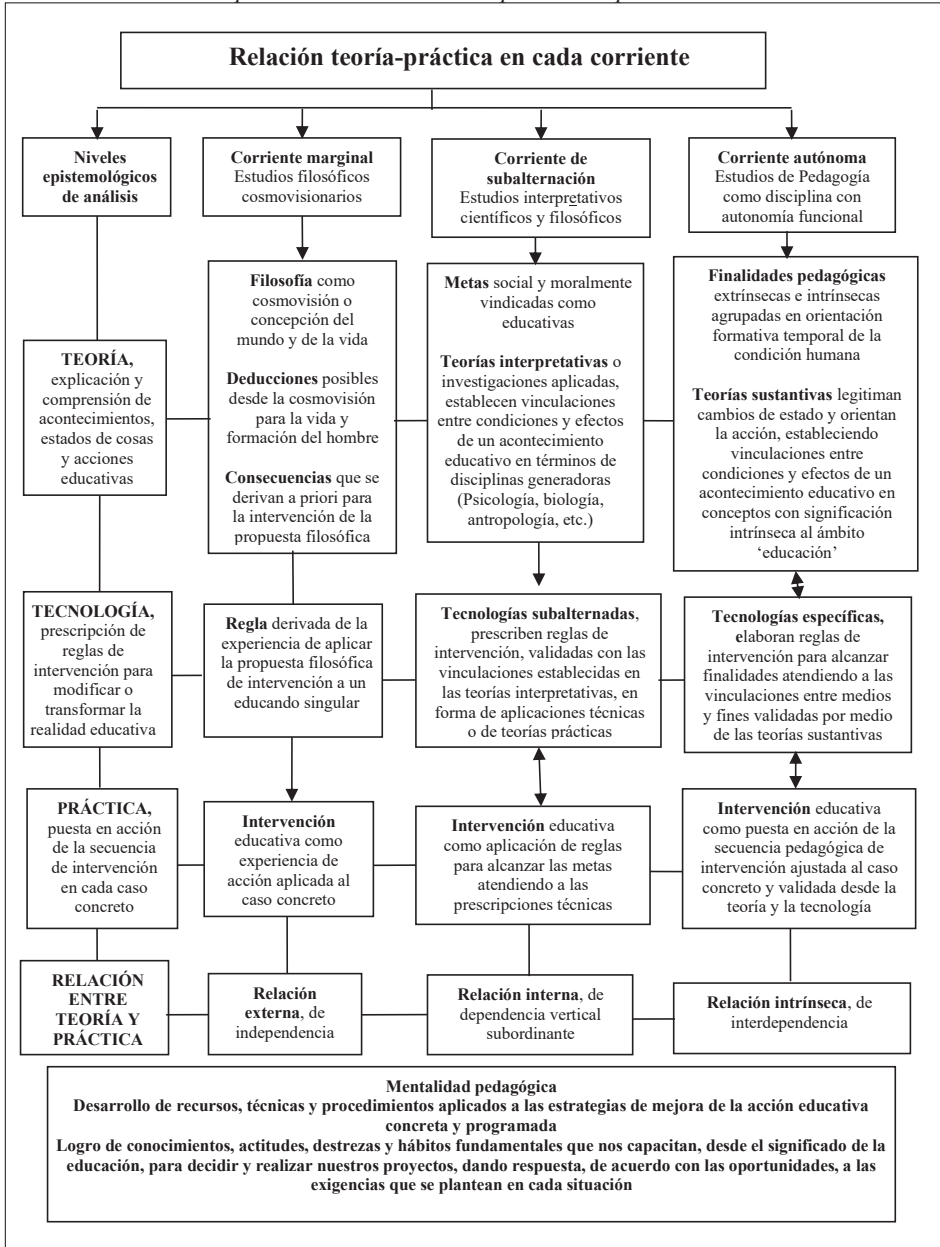 Relación teoría-práctica en cada corriente
Niveles
epistemológicos
de análisis
Corriente marginal
Estudios filosóficos
cosmovisionarios
Corriente de
subalternación
Estudios interpretativos
científicos y filosóficos
Corriente autónoma
Estudios de Pedagogía
como disciplina con
autonomía funcional
TEORÍA,
explicación y
comprensión de
acontecimientos,
estados de cosas
y acciones
educativas
Filosofía como
cosmovisión o
concepción del
mundo y de la vida
Deducciones posibles
desde la cosmovisión
para la vida y
formación del hombre
Consecuencias que se
derivan a priori para
la intervención de la
propuesta filosófica
Metas social y moralmente
vindicadas como
educativas
Teorías interpretativas o
investigaciones aplicadas,
establecen vinculaciones
entre condiciones y efectos
de un acontecimiento
educativo en términos de
disciplinas generadoras
(Psicología, biología,
antropología, etc.)
Finalidades pedagógicas
extrínsecas e intrínsecas
agrupadas en orientación
formativa temporal de la
condición humana
Teorías sustantivas legitiman
cambios de estado y orientan
la acción, estableciendo
vinculaciones entre
condiciones y efectos de un
acontecimiento educativo en
conceptos con significación
intrínseca al ámbito
‘educación’
TECNOLOGÍA,
prescripción de
reglas de
intervención para
modificar o
transformar la
realidad educativa
Regla derivada de la
experiencia de aplicar
la propuesta filosófica
de intervención a un
educando singular
Tecnologías subalternadas,
prescriben reglas de
intervención, validadas con las
vinculaciones establecidas en
las teorías interpretativas, en
forma de aplicaciones técnicas
o de teorías prácticas
Tecnologías específicas,
elaboran reglas de
intervención para alcanzar
finalidades atendiendo a las
vinculaciones entre medios
y fines validadas por medio
de las teorías sustantivas
PRÁCTICA,
puesta en acción
de la secuencia
de intervención
en cada caso
concreto
Intervención
educativa como
experiencia de
acción aplicada al
caso concreto
Intervención educativa
como aplicación de reglas
para alcanzar las metas
atendiendo a las
prescripciones técnicas
Intervención educativa
como puesta en acción de la
secuencia pedagógica de
intervención ajustada al caso
concreto y validada desde la
teoría y la tecnología
RELACIÓN
ENTRE
TEORÍA Y
PRÁCTICA
Relación
externa, de
independencia
Relación interna, de
dependencia vertical
subordinante
Relación intrínseca, de
interdependencia
Mentalidad pedagógica
Desarrollo de recursos, técnicas y procedimientos aplicados a las estrategias de mejora de la acción educativa
concreta y programada
Logro de conocimientos, actitudes, destrezas y hábitos fundamentales que nos capacitan, desde el significado de la
educación, para decidir y realizar nuestros proyectos, dando respuesta, de acuerdo con las oportunidades, a las
exigencias que se plantean en cada situación